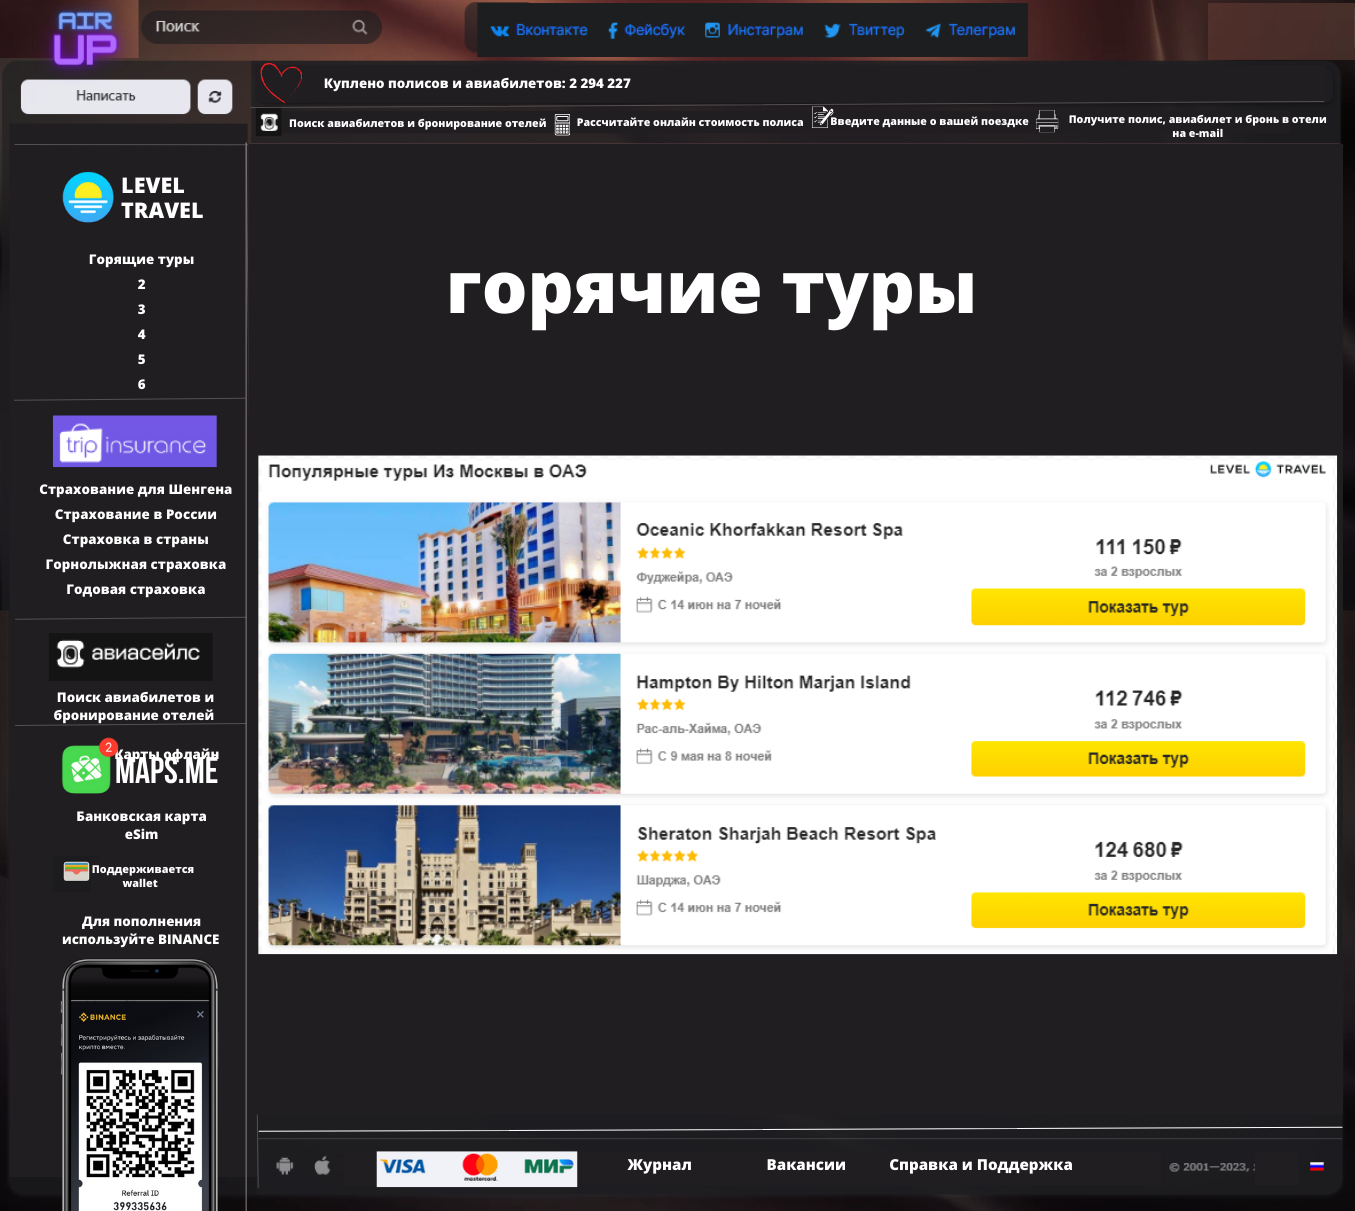 AIR
UP
Поиск
Вконтакте
Фейсбук
Инстаграм
Твиттер
Телеграм
Написать
Куплено полисов и авиабилетов: 2 294 227
Поиск авиабилетов и бронирование отелей
Рассчитайте онлайн стоимость полиса
Введите данные о вашей поездке
Получите полис, авиабилет и бронь в отели
на e-mail
LEVEL
TRAVEL
Горящие туры
2
3
4
5
6
trip insurance
Страхование для Шенгена
Страхование в России
Страховка в страны
Горнолыжная страховка
Годовая страховка
авиасейлс
Поиск авиабилетов и
бронирование отелей
2
Карты офлайн
MAPS.ME
Банковская карта
eSim
Поддерживается
wallet
Для пополнения
используйте BINANCE
BINANCE
Регистрируйтесь и зарабатывайте
крипто вместе.
Referral ID
399335636
горячие туры
Популярные туры Из Москвы в ОАЭ
LEVEL TRAVEL
Oceanic Khorfakkan Resort Spa
Фуджейра, ОАЭ
С 14 июн на 7 ночей
111 150 ₽
за 2 взрослых
Показать тур
Hampton By Hilton Marjan Island
Рас-аль-Хайма, ОАЭ
С 9 мая на 8 ночей
112 746 ₽
за 2 взрослых
Показать тур
Sheraton Sharjah Beach Resort Spa
Шарджа, ОАЭ
С 14 июн на 7 ночей
124 680 ₽
за 2 взрослых
Показать тур
VISA
mastercard.
МИР
Журнал
Вакансии
Справка и Поддержка
© 2001—2023,